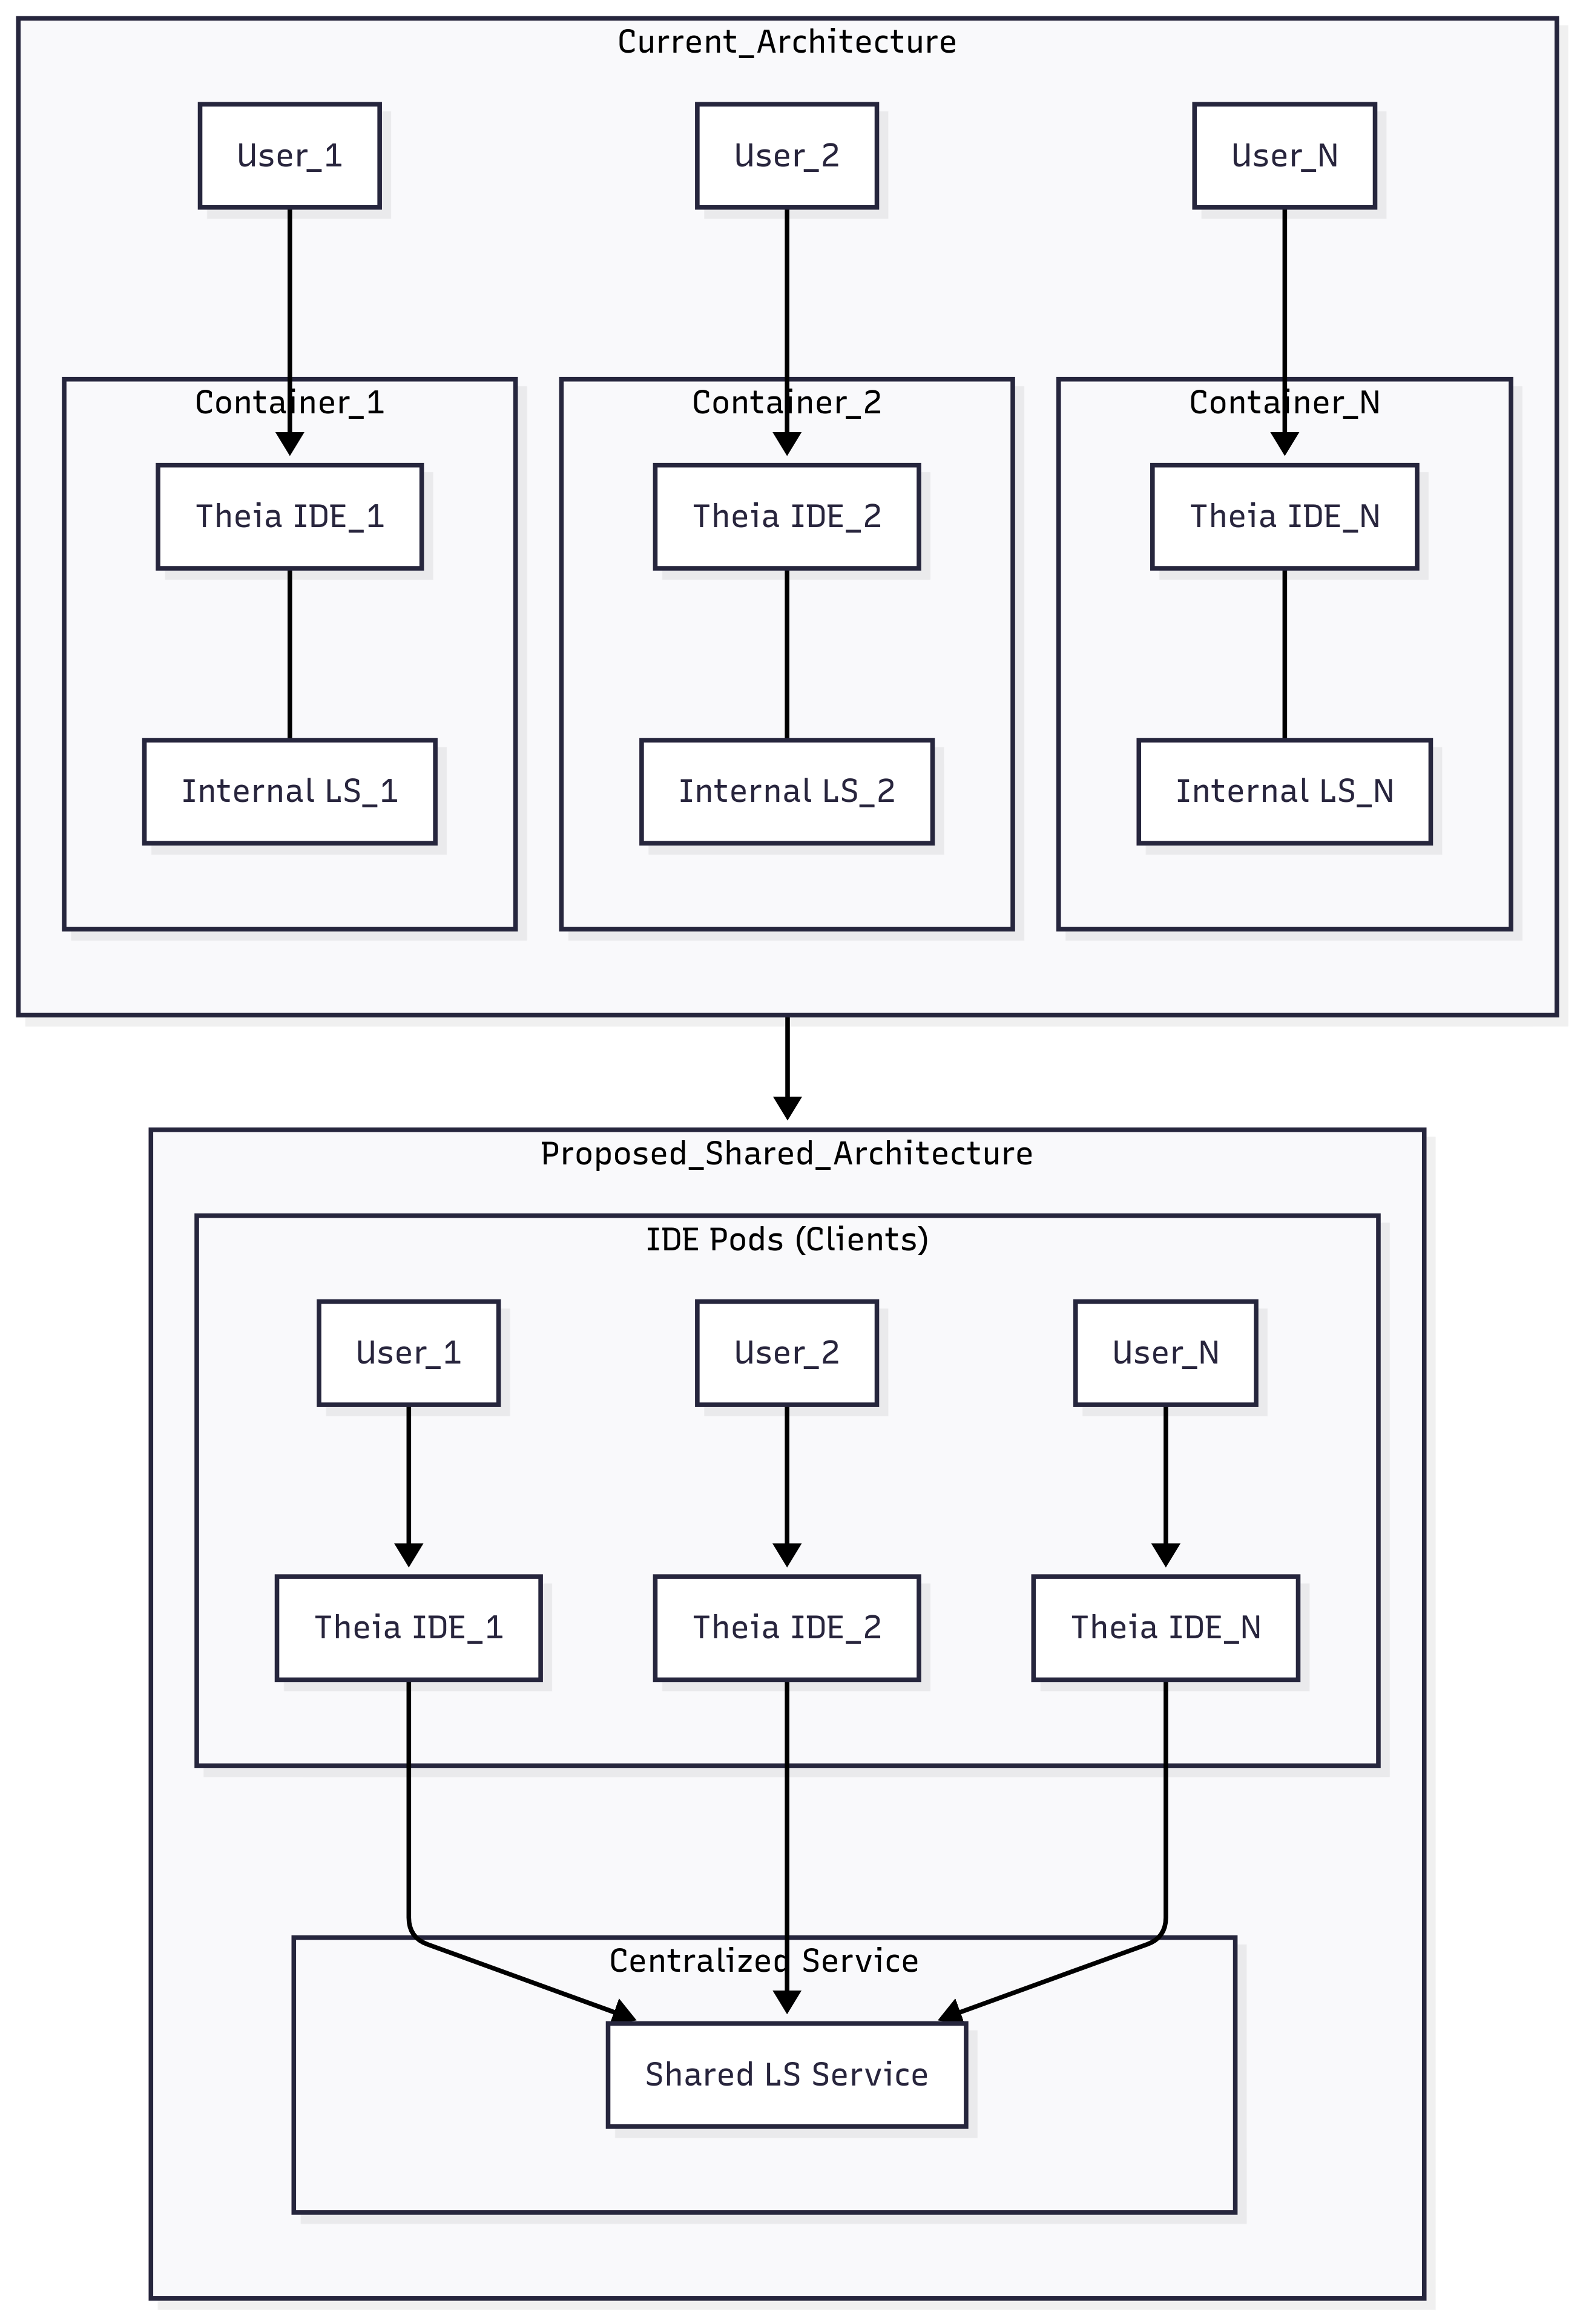 Current_Architecture
User_1
User_2
User_N
Container_1
Container_2
Container_N
Theia IDE_1
Theia IDE_2
Theia IDE_N
Internal LS_1
Internal LS_2
Internal LS_N
Proposed_Shared_Architecture
IDE Pods (Clients)
User_1
User_2
User_N
Theia IDE_1
Theia IDE_2
Theia IDE_N
Centralized Service
Shared LS Service